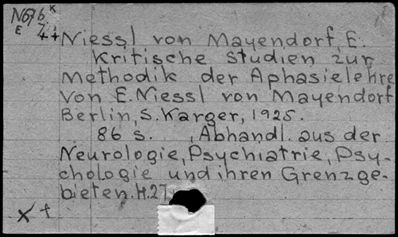 N676 K
E 4+
Niessl von Mayendorf, E.
Kritische Studien zur
Methodik der Aphasielehre
von E. Niessl von Mayendorf
Berlin, S. Karger, 1925.
86 s. , Abhandl. aus der
Neurologie, Psychiatrie, Psy-
chologie und ihren Grenzge-
bieten. H. 27
x +